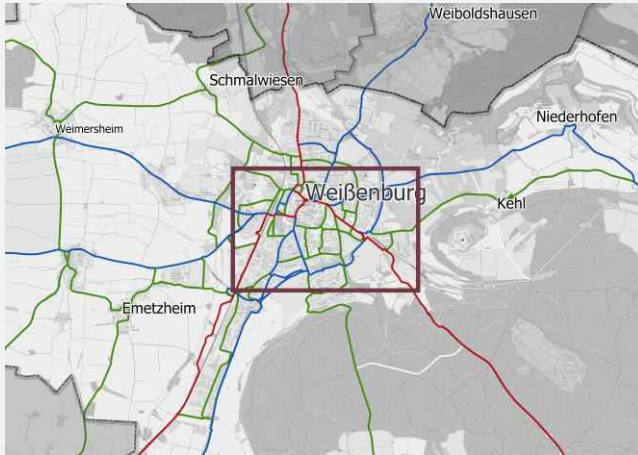 Weiboldshausen
Schmalwiesen
Niederhofen
Weimersheim
Weißenburg
Kehl
Emetzheim